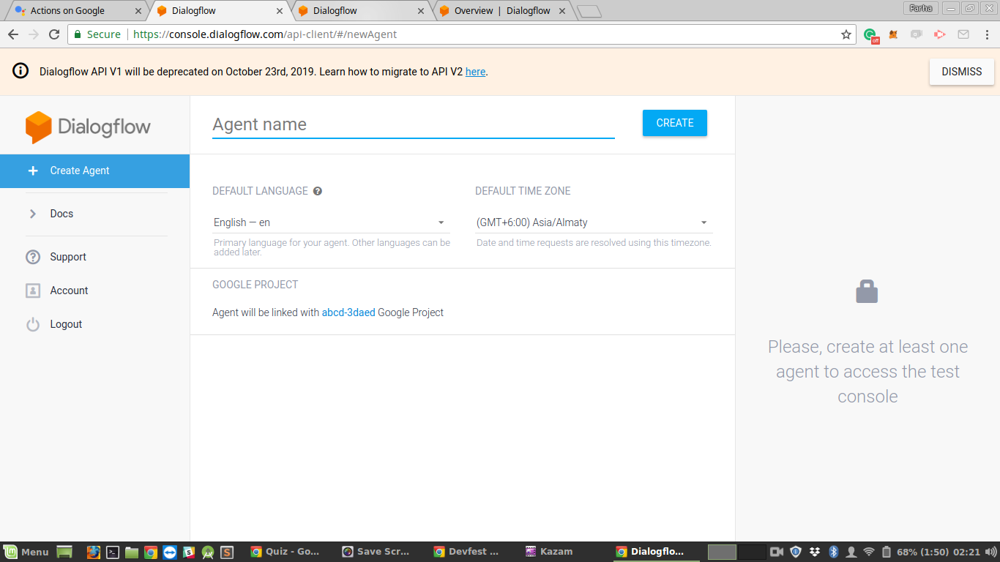 Actions on Google
Dialogflow
Dialogflow
Overview | Dialogflow
Farha
Secure
https://console.dialogflow.com/api-client/#/newAgent
off
Dialogflow API V1 will be deprecated on October 23rd, 2019. Learn how to migrate to API V2 here.
DISMISS
Dialogflow
Agent name
CREATE
Create Agent
Docs
Support
Account
Logout
DEFAULT LANGUAGE
DEFAULT TIME ZONE
English — en
(GMT+6:00) Asia/Almaty
Primary language for your agent. Other languages can be
added later.
Date and time requests are resolved using this timezone.
GOOGLE PROJECT
Agent will be linked with abcd-3daed Google Project
Please, create at least one
agent to access the test
console
Menu
Quiz - Go...
Save Scr...
Devfest ...
Kazam
Dialogflo...
68% (1:50)
02:21